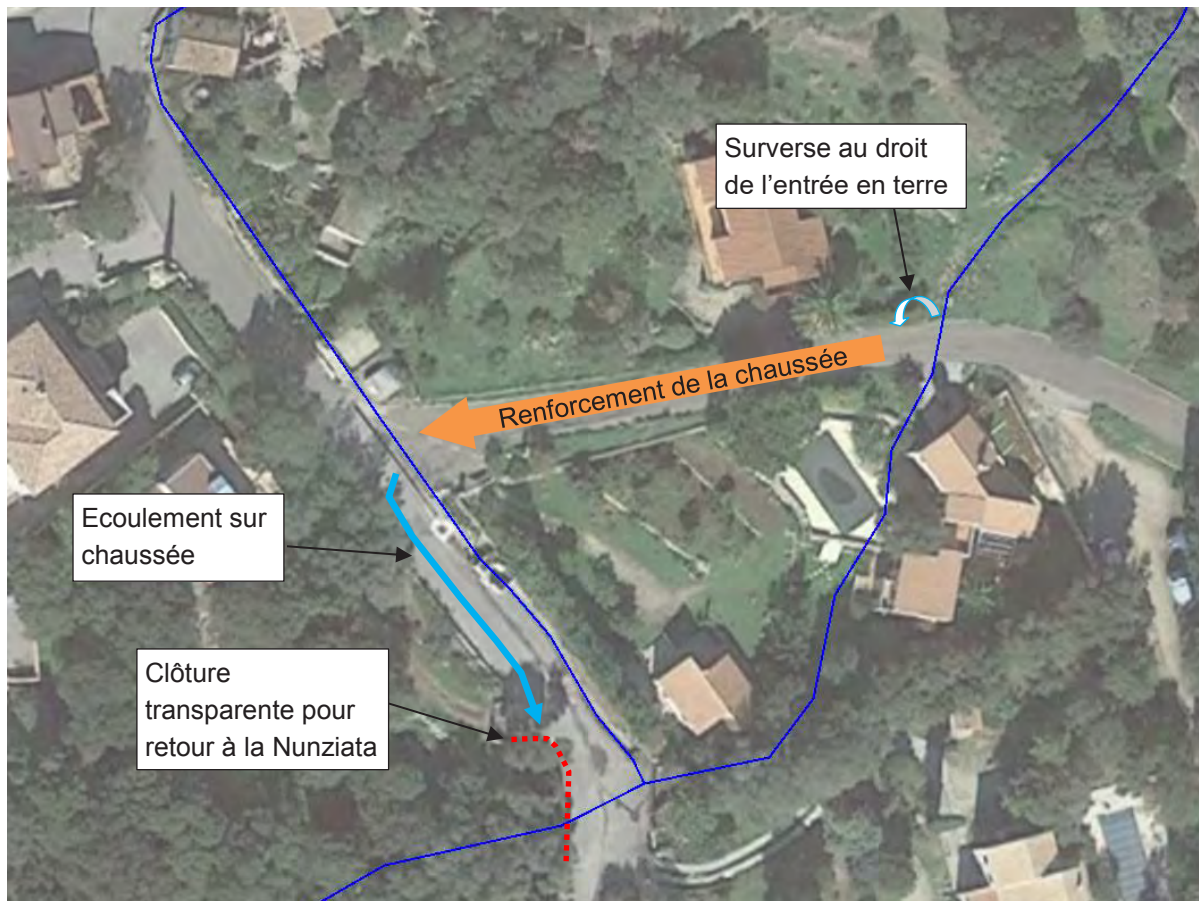 Surverse au droit
de l'entrée en terre
Renforcement de la chaussée
Ecoulement sur
chaussée
Clôture
transparente pour
retour à la Nunziata